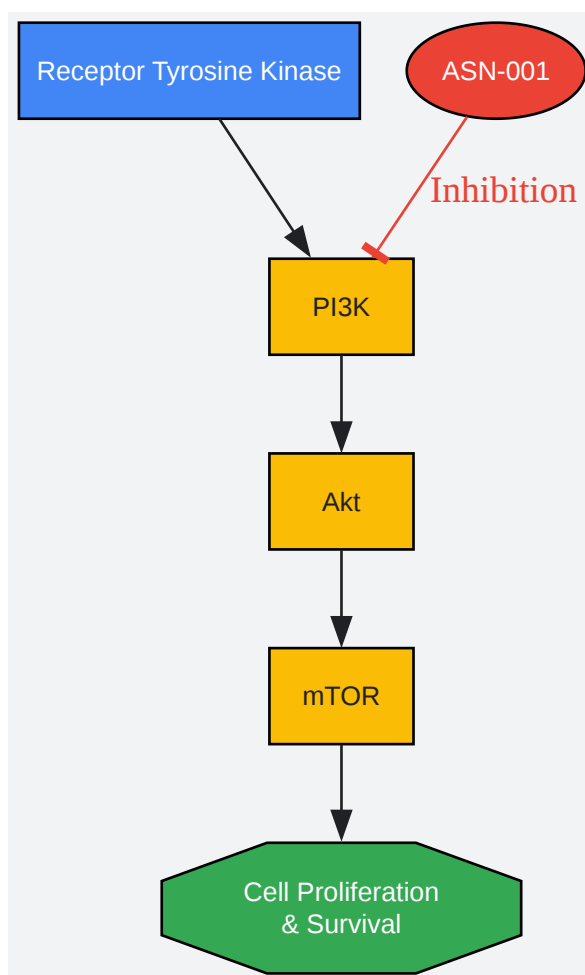 Receptor Tyrosine Kinase
ASN-001
Inhibition
PI3K
Akt
mTOR
Cell Proliferation
& Survival